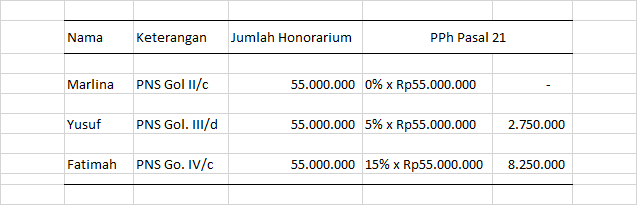 Nama Keterangan Jumlah Honorarium PPh Pasal 21
Marlina PNS Gol II/c 55.000.000 0% x Rp55.000.000 -
Yusuf PNS Gol. III/d 55.000.000 5% x Rp55.000.000 2.750.000
Fatimah PNS Go. IV/c 55.000.000 15% x Rp55.000.000 8.250.000